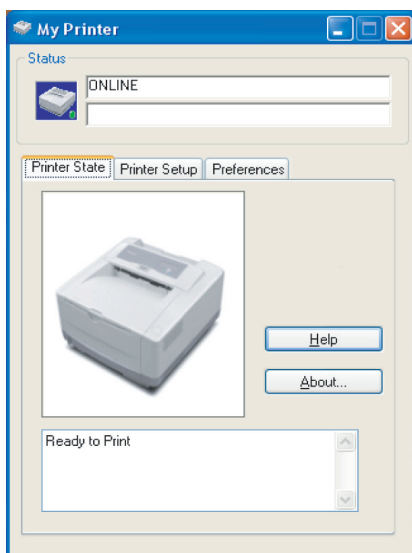 My Printer
Status
ONLINE
Printer State Printer Setup Preferences
Help
About...
Ready to Print